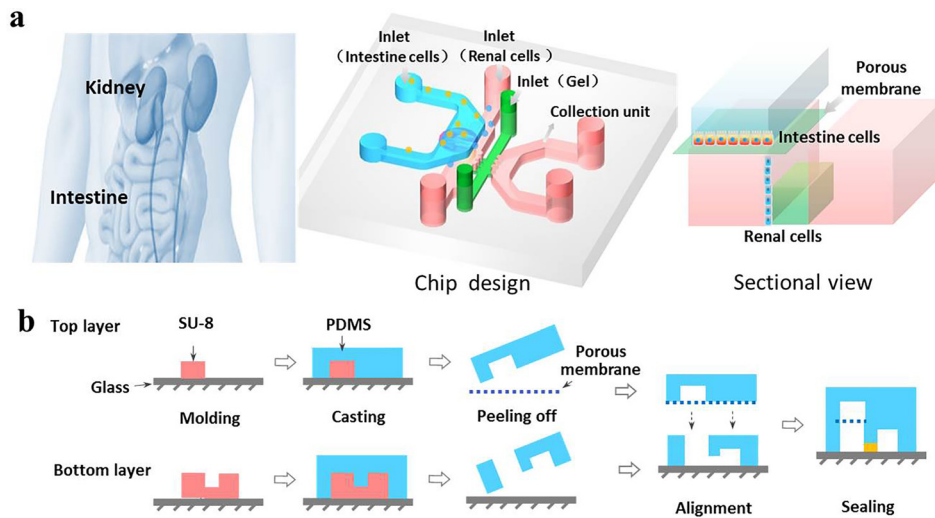 a
Kidney
Intestine
Inlet
（Intestine cells）
Inlet
（Renal cells）
Inlet（Gel）
Collection unit
Chip design
Porous
membrane
Intestine cells
Renal cells
Sectional view
b
Top layer
SU-8
PDMS
Glass
Porous
membrane
Molding
Casting
Peeling off
Bottom layer
Alignment
Sealing